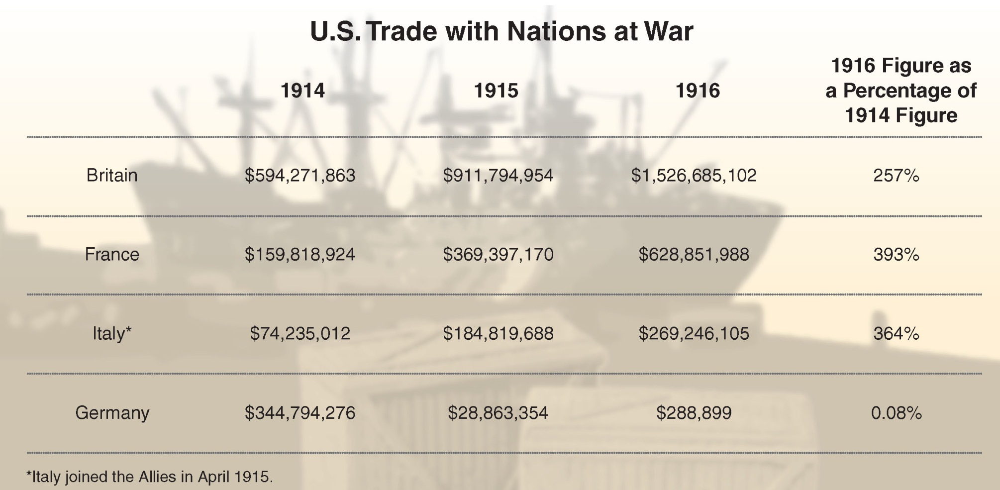 U.S. Trade with Nations at War
1914 1915 1916 1916 Figure as
a Percentage of
1914 Figure
Britain $594,271,863 $911,794,954 $1,526,685,102 257%
France $159,818,924 $369,397,170 $628,851,988 393%
Italy* $74,235,012 $184,819,688 $269,246,105 364%
Germany $344,794,276 $28,863,354 $288,899 0.08%
*Italy joined the Allies in April 1915.